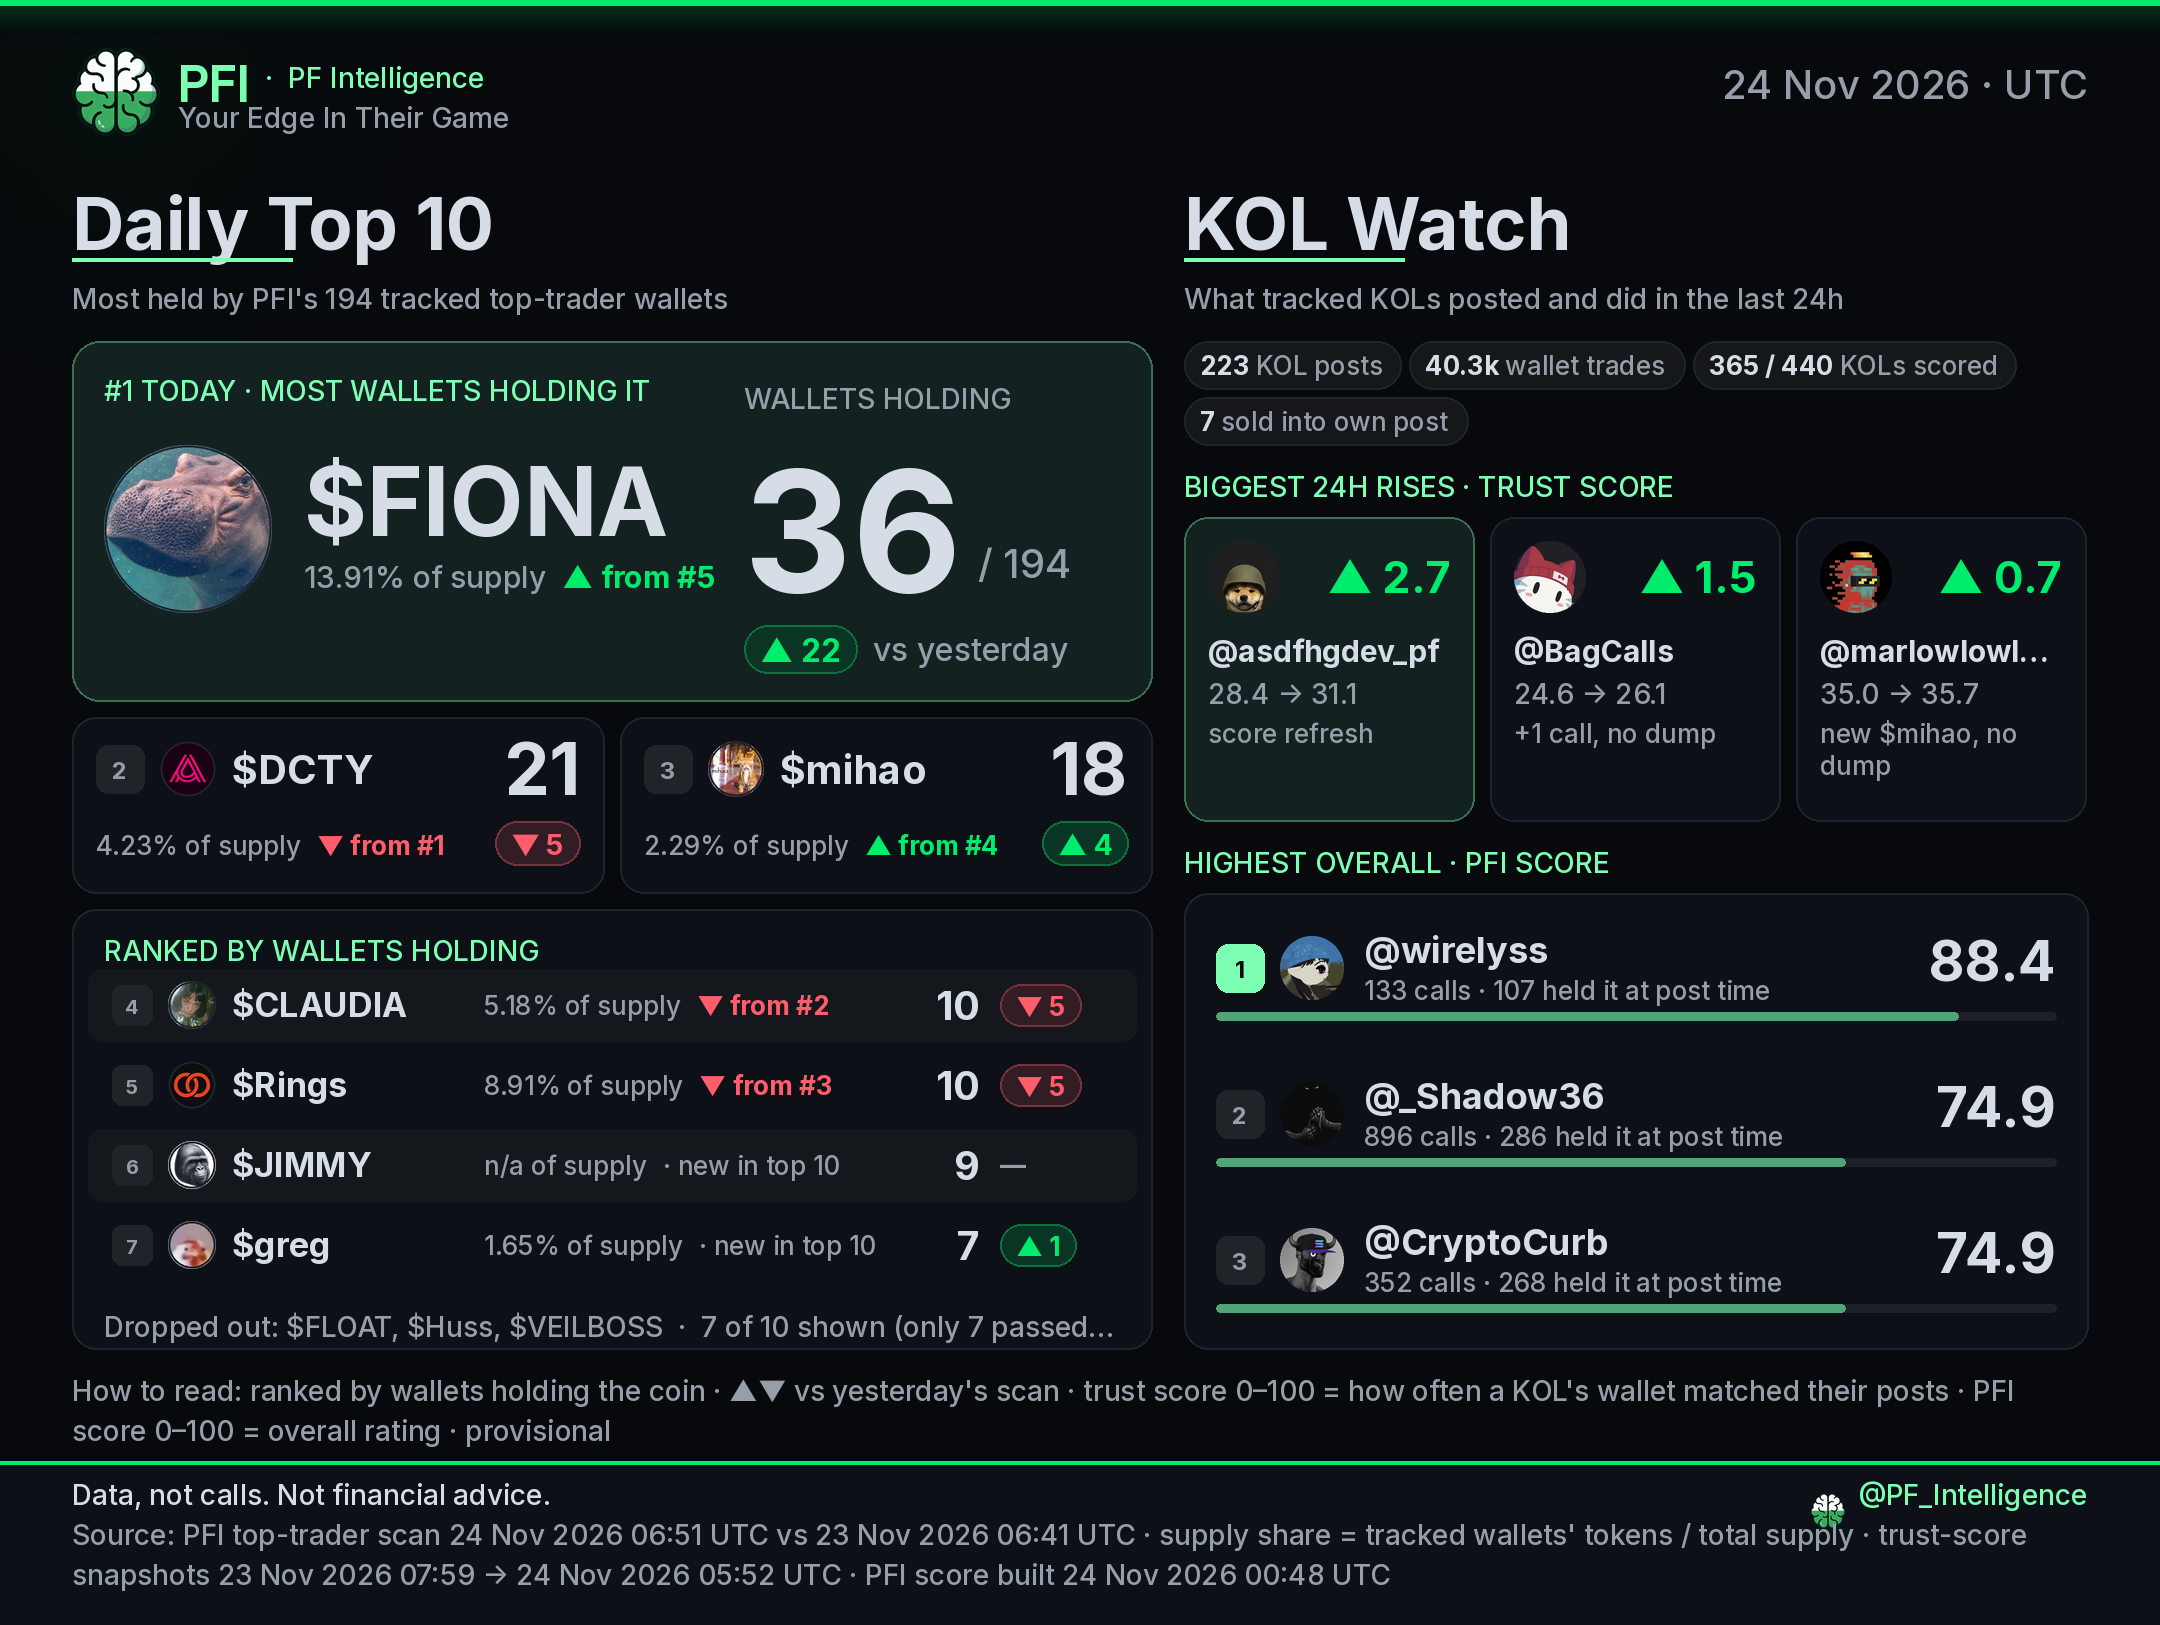 PFI · PF Intelligence
Your Edge In Their Game
24 Nov 2026 · UTC
Daily Top 10
Most held by PFI's 194 tracked top-trader wallets
#1 TODAY · MOST WALLETS HOLDING IT
WALLETS HOLDING
$FIONA
13.91% of supply ▲ from #5
36 / 194
▲ 22 vs yesterday
2 $DCTY 21
4.23% of supply ▼ from #1 ▼ 5
3 $mihao 18
2.29% of supply ▲ from #4 ▲ 4
RANKED BY WALLETS HOLDING
4 $CLAUDIA 5.18% of supply ▼ from #2 10 ▼ 5
5 $Rings 8.91% of supply ▼ from #3 10 ▼ 5
6 $JIMMY n/a of supply · new in top 10 9 —
7 $greg 1.65% of supply · new in top 10 7 ▲ 1
Dropped out: $FLOAT, $Huss, $VEILBOSS · 7 of 10 shown (only 7 passed...
KOL Watch
What tracked KOLs posted and did in the last 24h
223 KOL posts 40.3k wallet trades 365 / 440 KOLs scored
7 sold into own post
BIGGEST 24H RISES · TRUST SCORE
▲ 2.7
@asdfhgdev_pf
28.4 → 31.1
score refresh
▲ 1.5
@BagCalls
24.6 → 26.1
+1 call, no dump
▲ 0.7
@marlowlowl...
35.0 → 35.7
new $mihao, no
dump
HIGHEST OVERALL · PFI SCORE
1 @wirelyss 88.4
133 calls · 107 held it at post time
2 @_Shadow36 74.9
896 calls · 286 held it at post time
3 @CryptoCurb 74.9
352 calls · 268 held it at post time
How to read: ranked by wallets holding the coin · ▲▼ vs yesterday's scan · trust score 0–100 = how often a KOL's wallet matched their posts · PFI
score 0–100 = overall rating · provisional
Data, not calls. Not financial advice.
@PF_Intelligence
Source: PFI top-trader scan 24 Nov 2026 06:51 UTC vs 23 Nov 2026 06:41 UTC · supply share = tracked wallets' tokens / total supply · trust-score
snapshots 23 Nov 2026 07:59 → 24 Nov 2026 05:52 UTC · PFI score built 24 Nov 2026 00:48 UTC